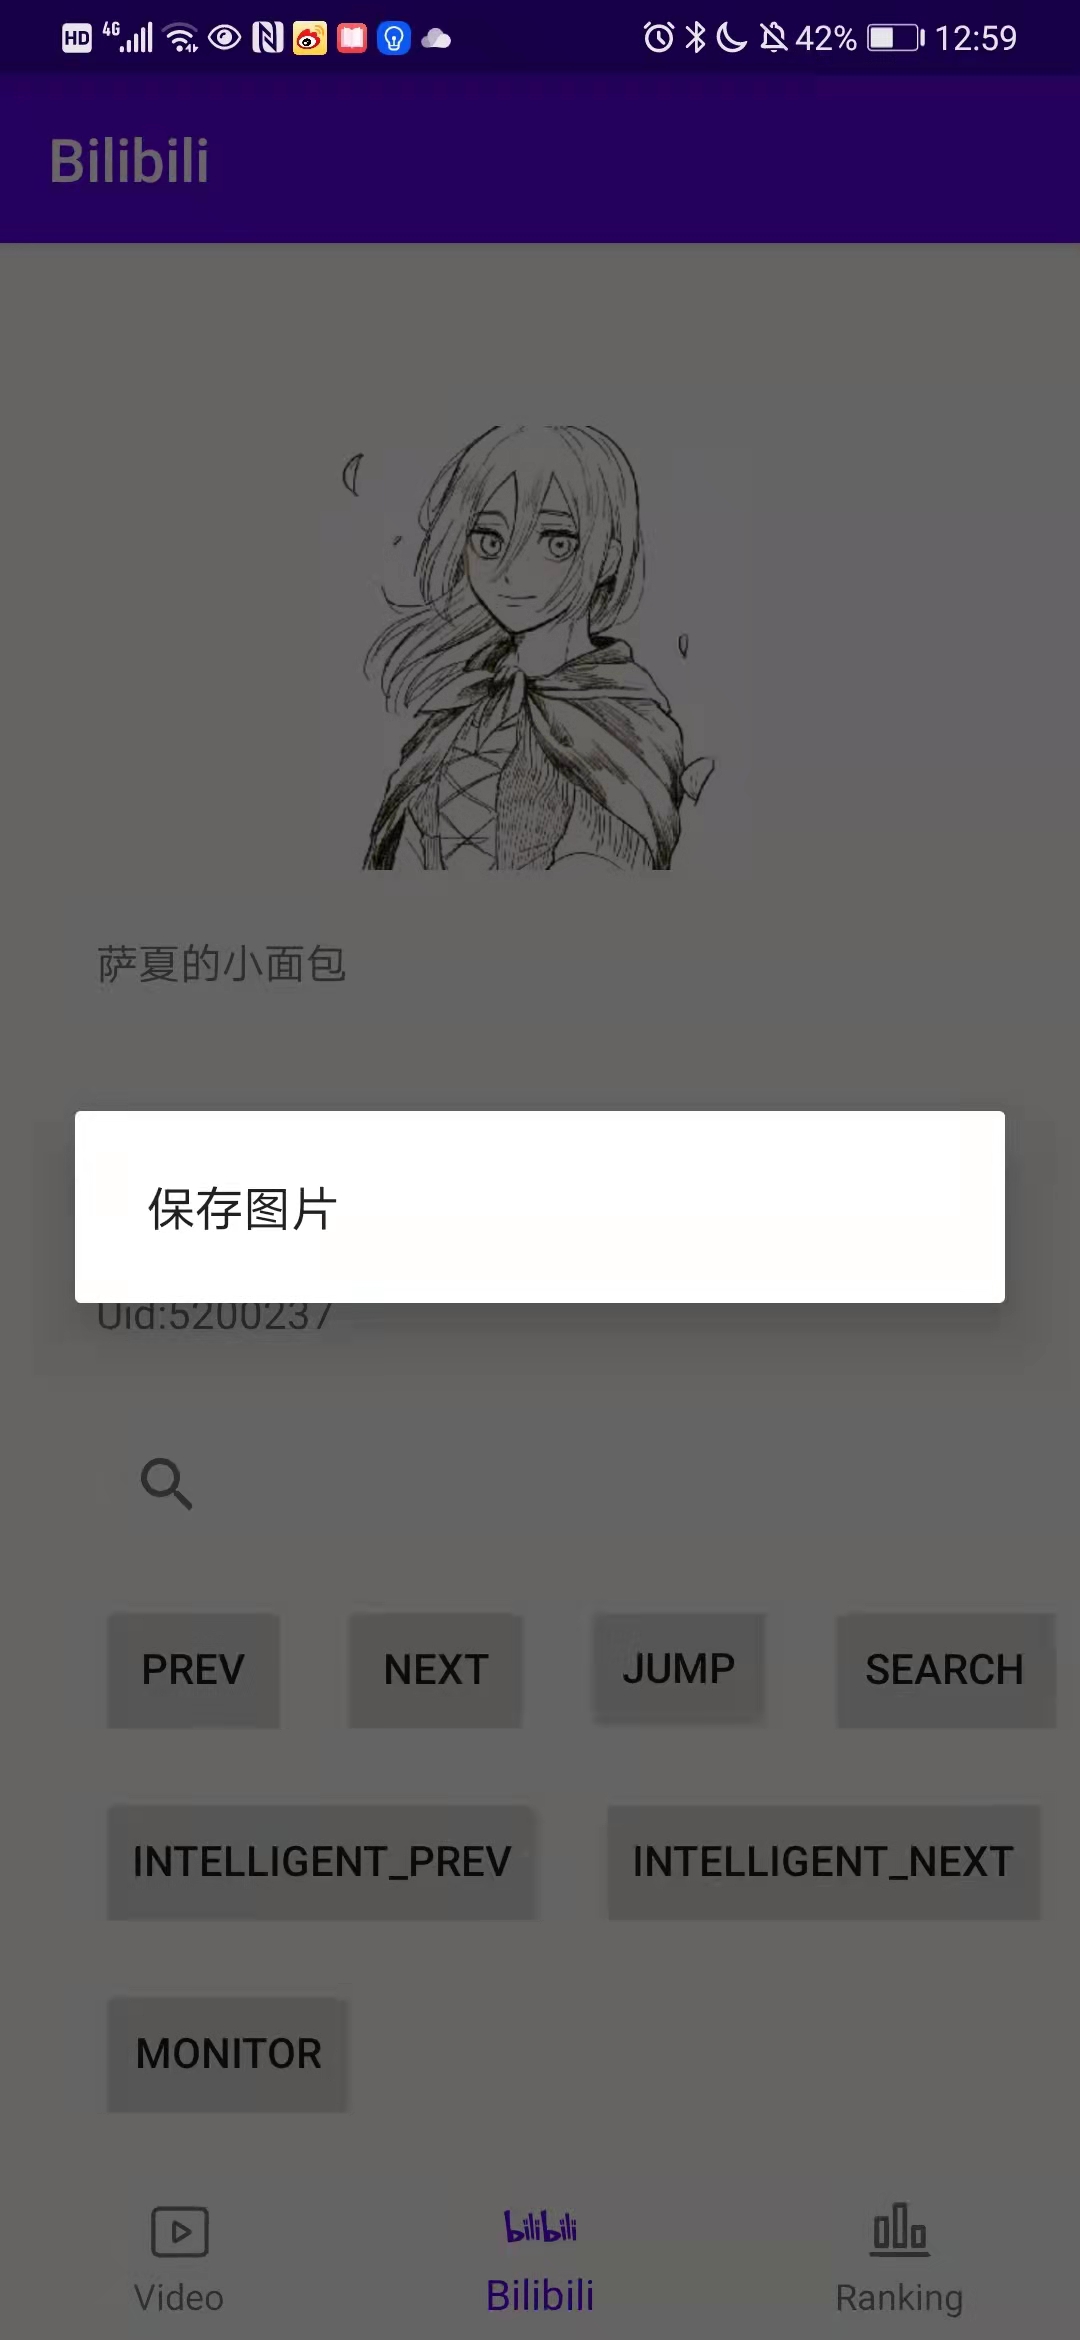 HD 4G 42% 12:59
Bilibili
萨夏的小面包
保存图片
Uid:5200237
PREV NEXT JUMP SEARCH
INTELLIGENT_PREV INTELLIGENT_NEXT
MONITOR
bilibili
Video Bilibili Ranking